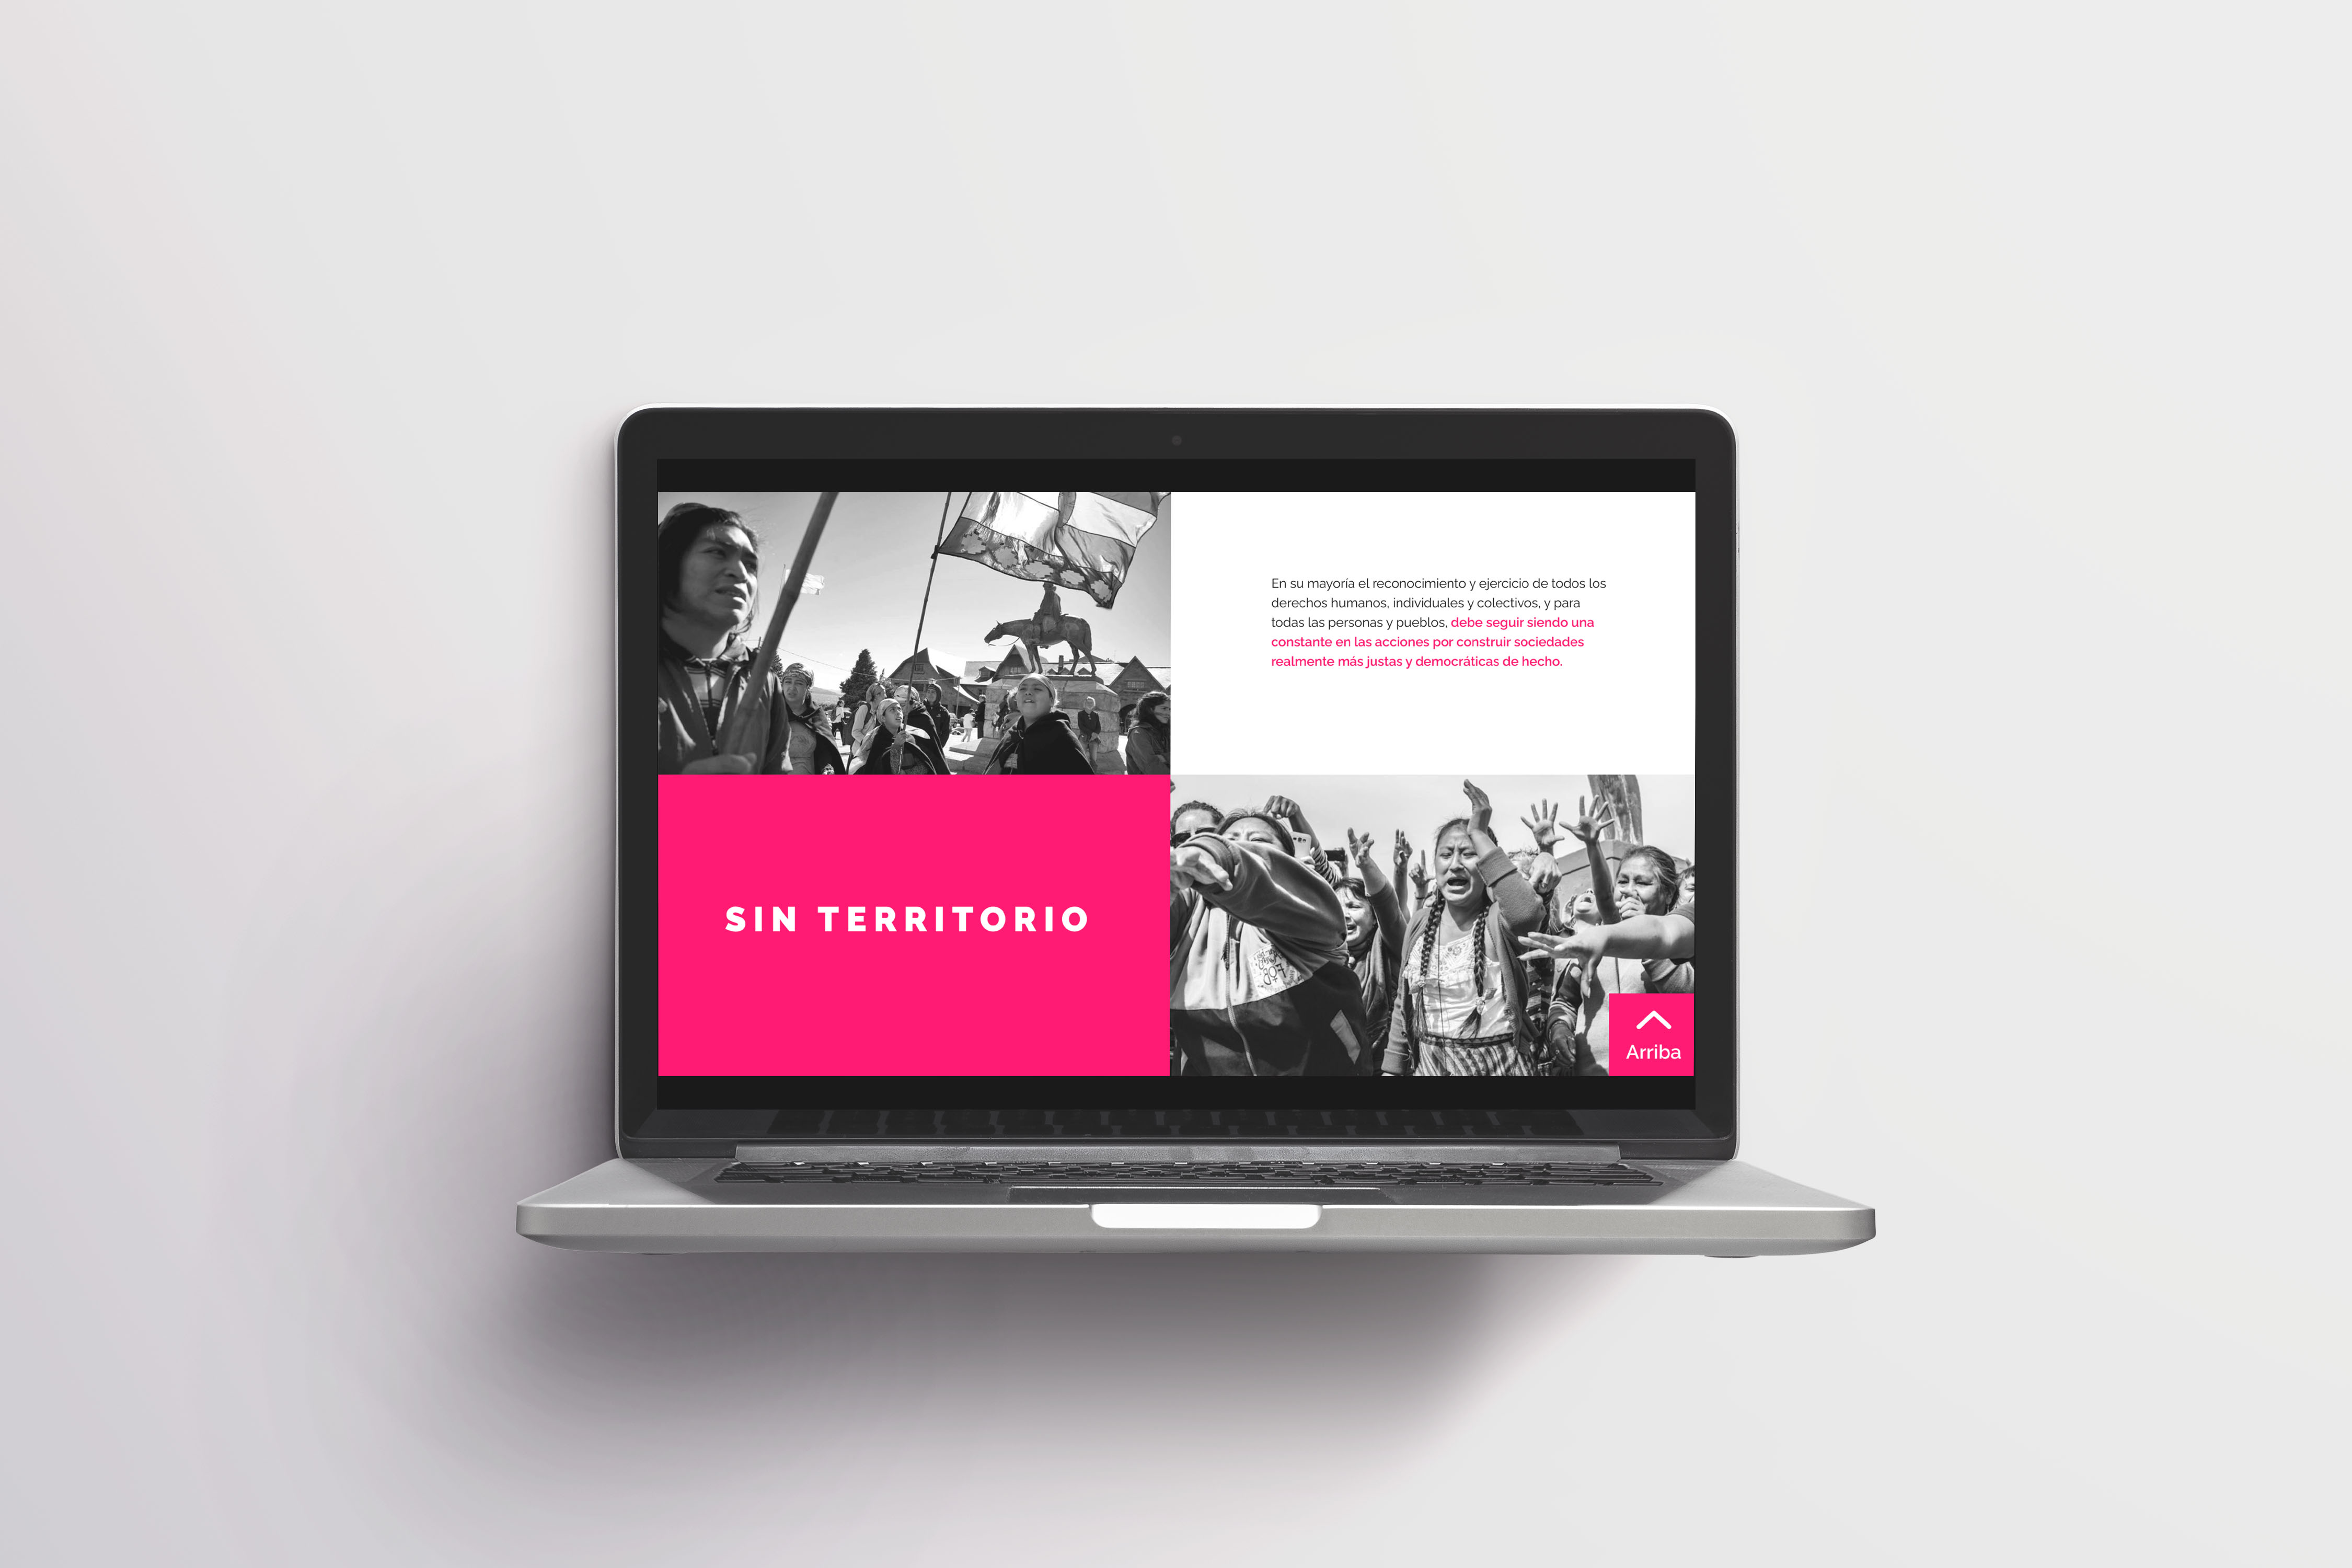 En su mayoría el reconocimiento y ejercicio de todos los
derechos humanos, individuales y colectivos, y para
todas las personas y pueblos, debe seguir siendo una
constante en las acciones por construir sociedades
realmente más justas y democráticas de hecho.
SIN TERRITORIO
Arriba